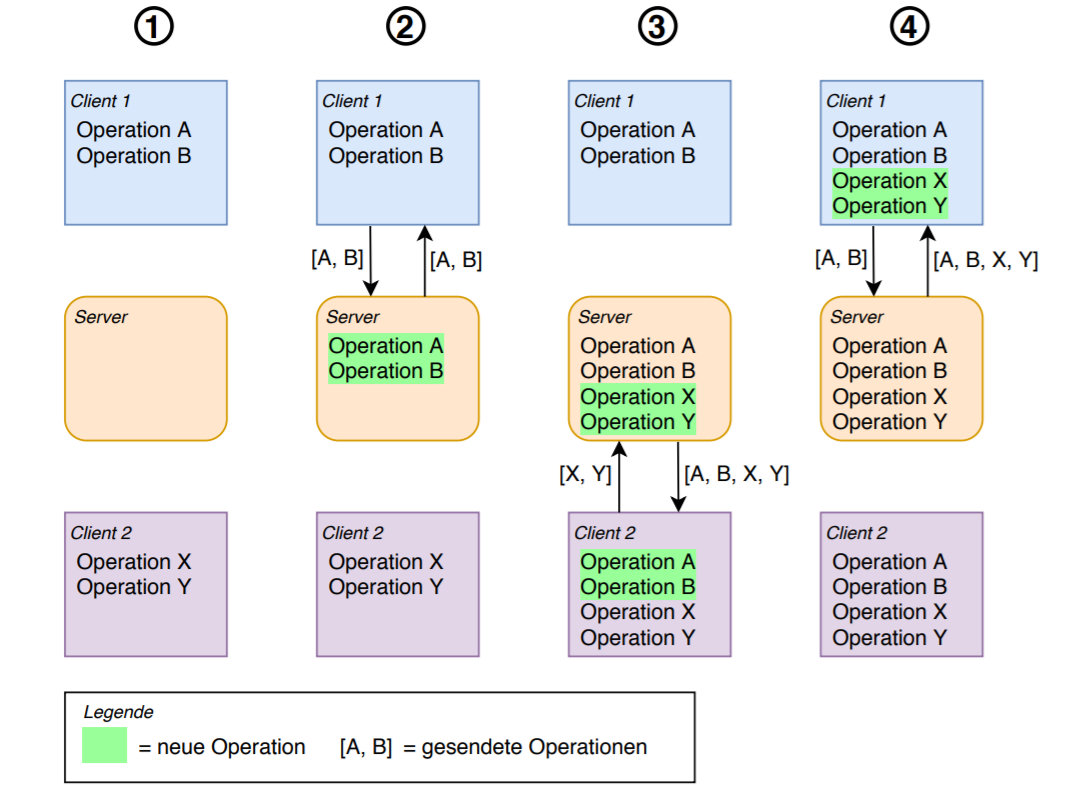 ① ② ③ ④
Client 1
Operation A
Operation B
Client 1
Operation A
Operation B
Client 1
Operation A
Operation B
Client 1
Operation A
Operation B
Operation X
Operation Y
[A, B]
[A, B]
[A, B]
[A, B, X, Y]
Server
Server
Operation A
Operation B
Server
Operation A
Operation B
Operation X
Operation Y
Server
Operation A
Operation B
Operation X
Operation Y
[X, Y]
[A, B, X, Y]
Client 2
Operation X
Operation Y
Client 2
Operation X
Operation Y
Client 2
Operation A
Operation B
Operation X
Operation Y
Client 2
Operation A
Operation B
Operation X
Operation Y
Legende
= neue Operation [A, B] = gesendete Operationen